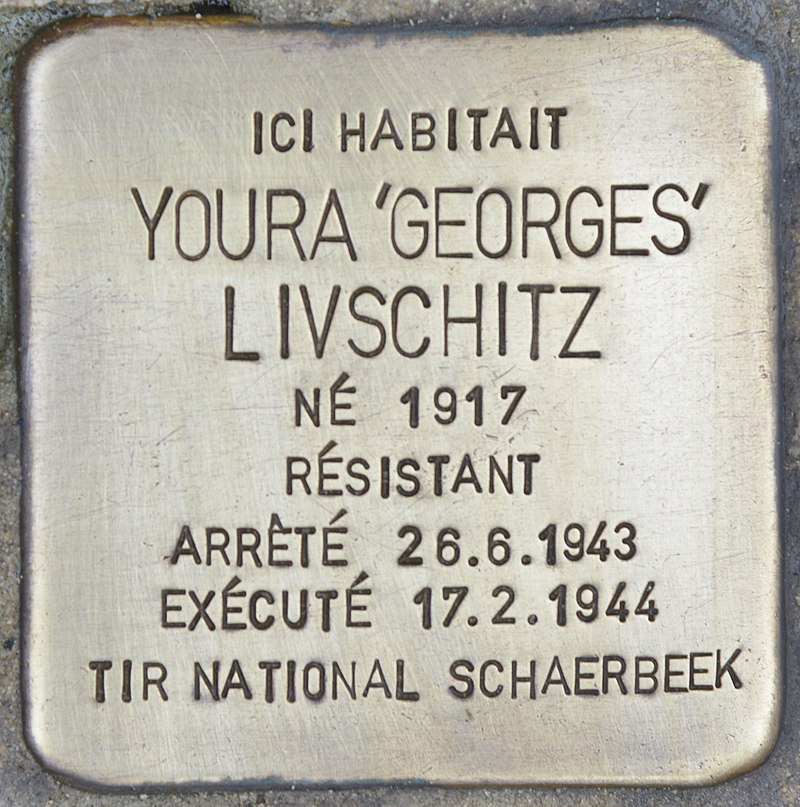 ICI HABITAIT
YOURA 'GEORGES'
LIVSCHITZ
NÉ 1917
RÉSISTANT
ARRÊTÉ 26.6.1943
EXÉCUTÉ 17.2.1944
TIR NATIONAL SCHAERBEEK